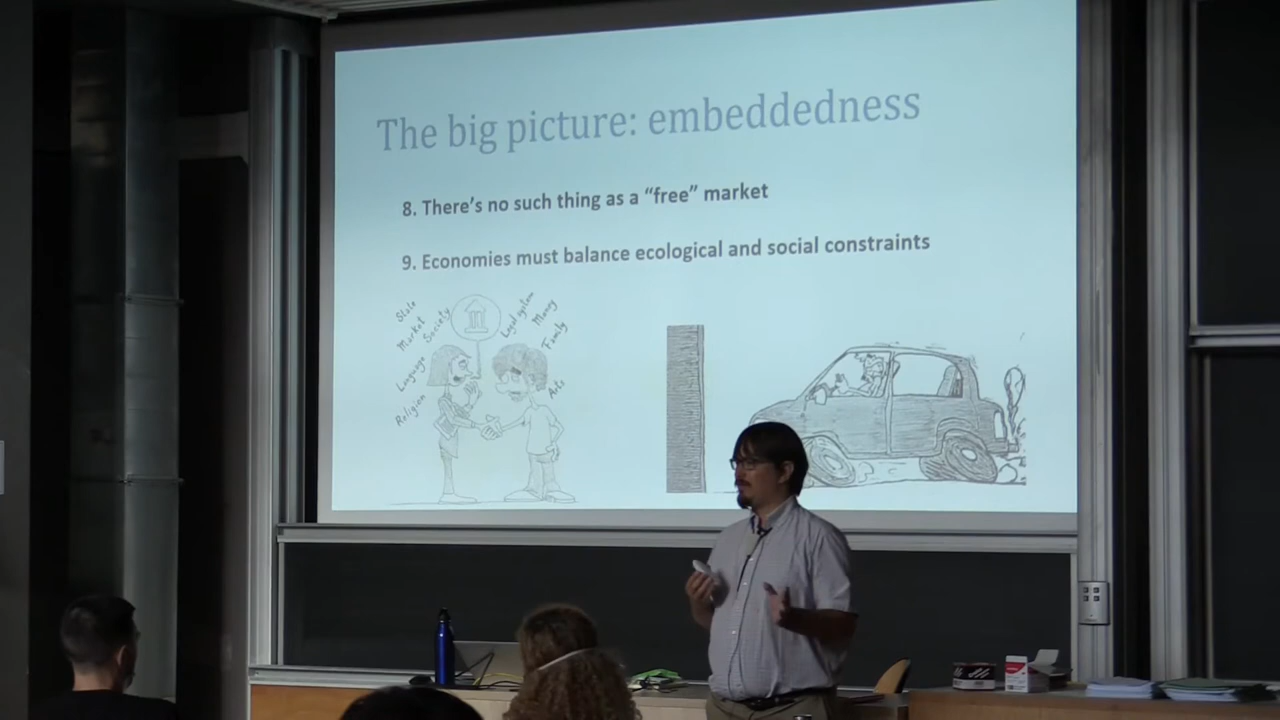 The big picture: embeddedness
8. There's no such thing as a “free” market
9. Economies must balance ecological and social constraints
State
Market
Society
Language
Religion
Legal system
Money
Family
Arts